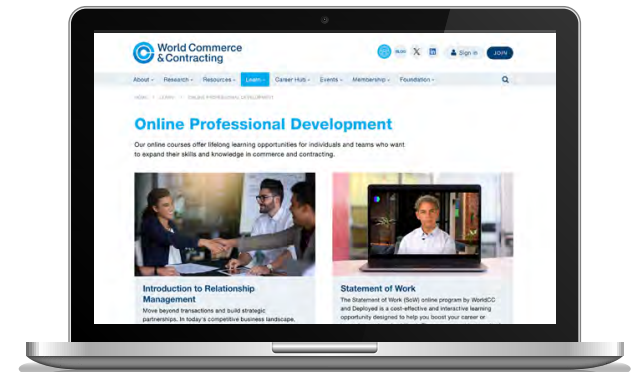 World Commerce
& Contracting
BLOG
Sign in
JOIN
About
Research
Resources
Learn
Career Hub
Events
Membership
Foundation
HOME
LEARN
ONLINE PROFESSIONAL DEVELOPMENT
Online Professional Development
Our online courses offer lifelong learning opportunities for individuals and teams who want
to expand their skills and knowledge in commerce and contracting.
Introduction to Relationship
Management
Move beyond transactions and build strategic
partnerships. In today's competitive business landscape,
Statement of Work
The Statement of Work (SoW) online program by WorldCC
and Deployed is a cost-effective and interactive learning
opportunity designed to help you boost your career or